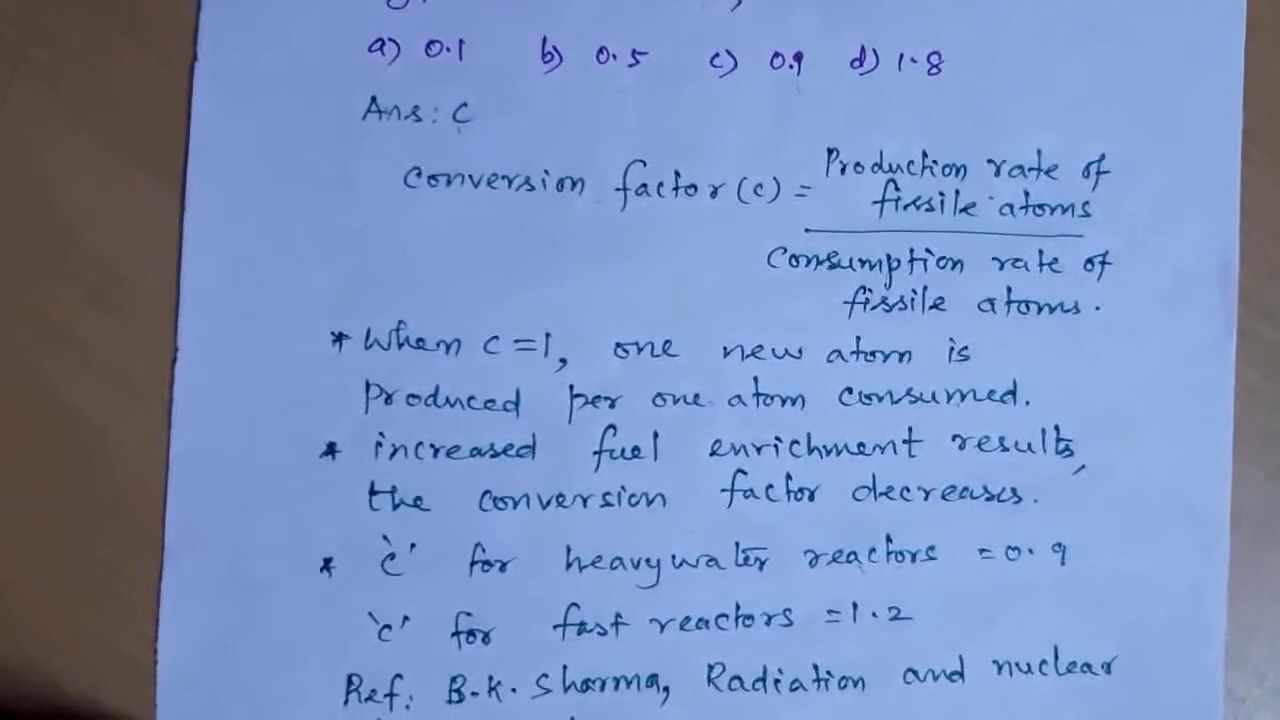 a) 0.1 b) 0.5 c) 0.9 d) 1.8
Ans: C
Conversion factor (c) = Production rate of
fissile atoms
Consumption rate of
fissile atoms.
* When c=1, one new atom is
produced per one atom consumed.
* increased fuel enrichment results,
the conversion factor decreases.
* 'c' for heavy water reactors = 0.9
'c' for fast reactors = 1.2
Ref: B.K. Sharma, Radiation and nuclear